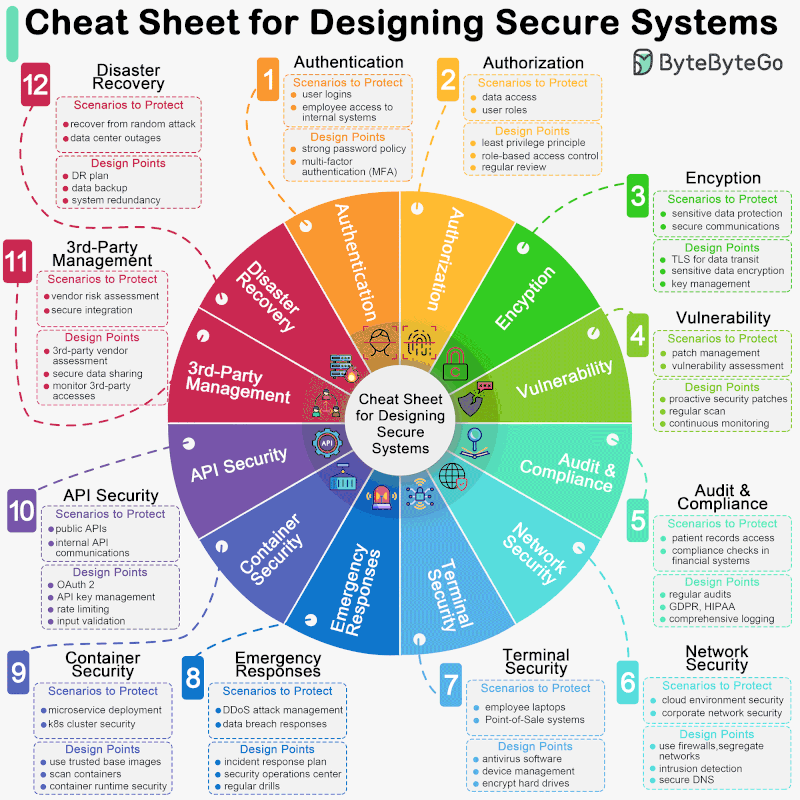 Cheat Sheet for Designing Secure Systems
ByteByteGo
1
Authentication
Scenarios to Protect
user logins
employee access to
internal systems
Design Points
strong password policy
multi-factor
authentication (MFA)
2
Authorization
Scenarios to Protect
data access
user roles
Design Points
least privilege principle
role-based access control
regular review
3
Encyption
Scenarios to Protect
sensitive data protection
secure communications
Design Points
TLS for data transit
sensitive data encryption
key management
4
Vulnerability
Scenarios to Protect
patch management
vulnerability assessment
Design Points
proactive security patches
regular scan
continuous monitoring
5
Audit &
Compliance
Scenarios to Protect
patient records access
compliance checks in
financial systems
Design Points
regular audits
GDPR, HIPAA
comprehensive logging
6
Network
Security
Scenarios to Protect
cloud environment security
corporate network security
Design Points
use firewalls,segregate
networks
intrusion detection
secure DNS
7
Terminal
Security
Scenarios to Protect
employee laptops
Point-of-Sale systems
Design Points
antivirus software
device management
encrypt hard drives
8
Emergency
Responses
Scenarios to Protect
DDoS attack management
data breach responses
Design Points
incident response plan
security operations center
regular drills
9
Container
Security
Scenarios to Protect
microservice deployment
k8s cluster security
Design Points
use trusted base images
scan containers
container runtime security
10
API Security
Scenarios to Protect
public APIs
internal API
communications
Design Points
OAuth 2
API key management
rate limiting
input validation
11
3rd-Party
Management
Scenarios to Protect
vendor risk assessment
secure integration
Design Points
3rd-party vendor
assessment
secure data sharing
monitor 3rd-party
accesses
12
Disaster
Recovery
Scenarios to Protect
recover from random attack
data center outages
Design Points
DR plan
data backup
system redundancy
Authentication
Authorization
Encyption
Vulnerability
Audit &
Compliance
Network
Security
Terminal
Security
Emergency
Responses
Container
Security
API Security
3rd-Party
Management
Disaster
Recovery
API
Cheat Sheet
for Designing
Secure
Systems